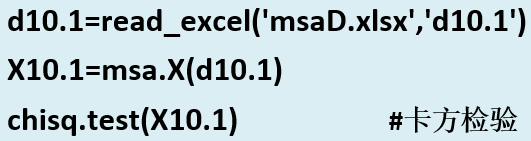 d10.1=read_excel('msaD.xlsx','d10.1')
X10.1=msa.X(d10.1)
chisq.test(X10.1) #卡方检验